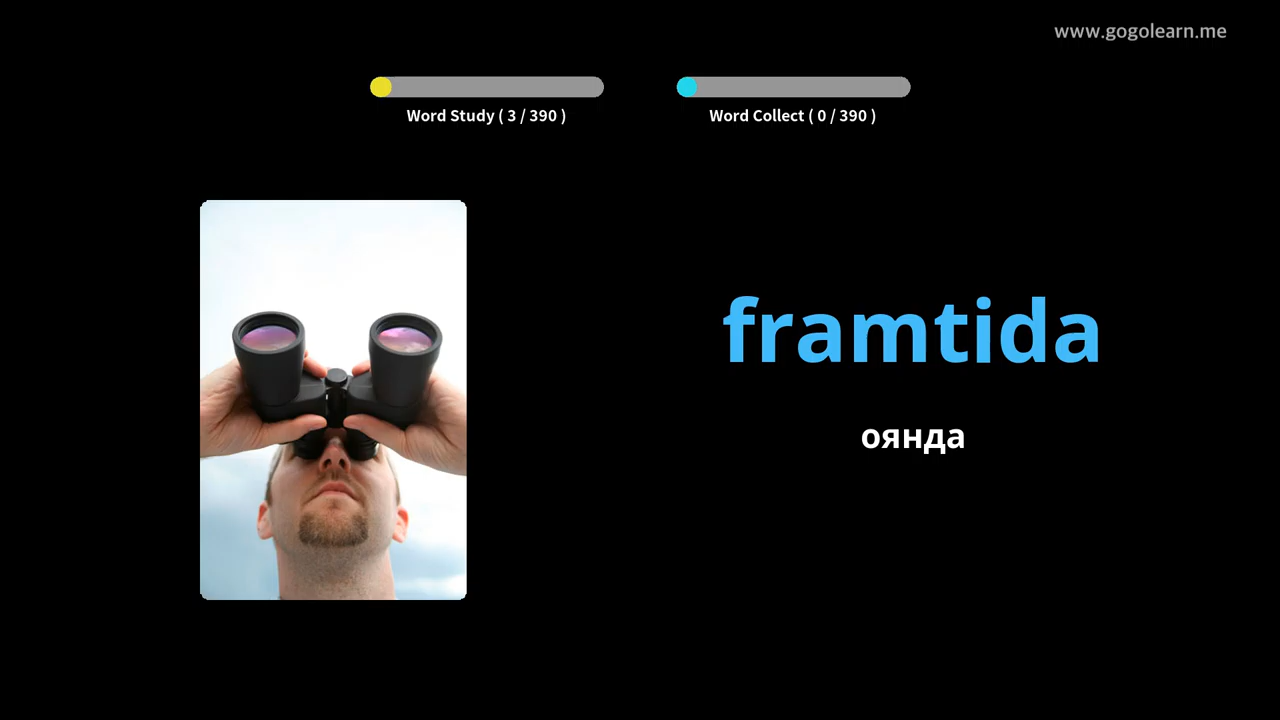 www.gogolearn.me
Word Study ( 3 / 390 )
Word Collect ( 0 / 390 )
framtida
оянда